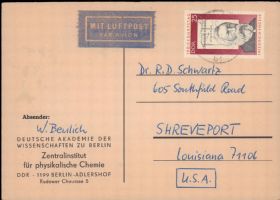 MIT LUFTPOST
PAR AVION
DDR
25
Dr. R.D. Schwartz
605 Southfield Road
Absender:
W. Beulich
DEUTSCHE AKADEMIE DER
WISSENSCHAFTEN ZU BERLIN
SHREVEPORT
Zentralinstitut
für physikalische Chemie
Louisiana 71106
DDR - 1199 BERLIN-ADLERSHOF
Rudower Chaussee 5
U.S.A.